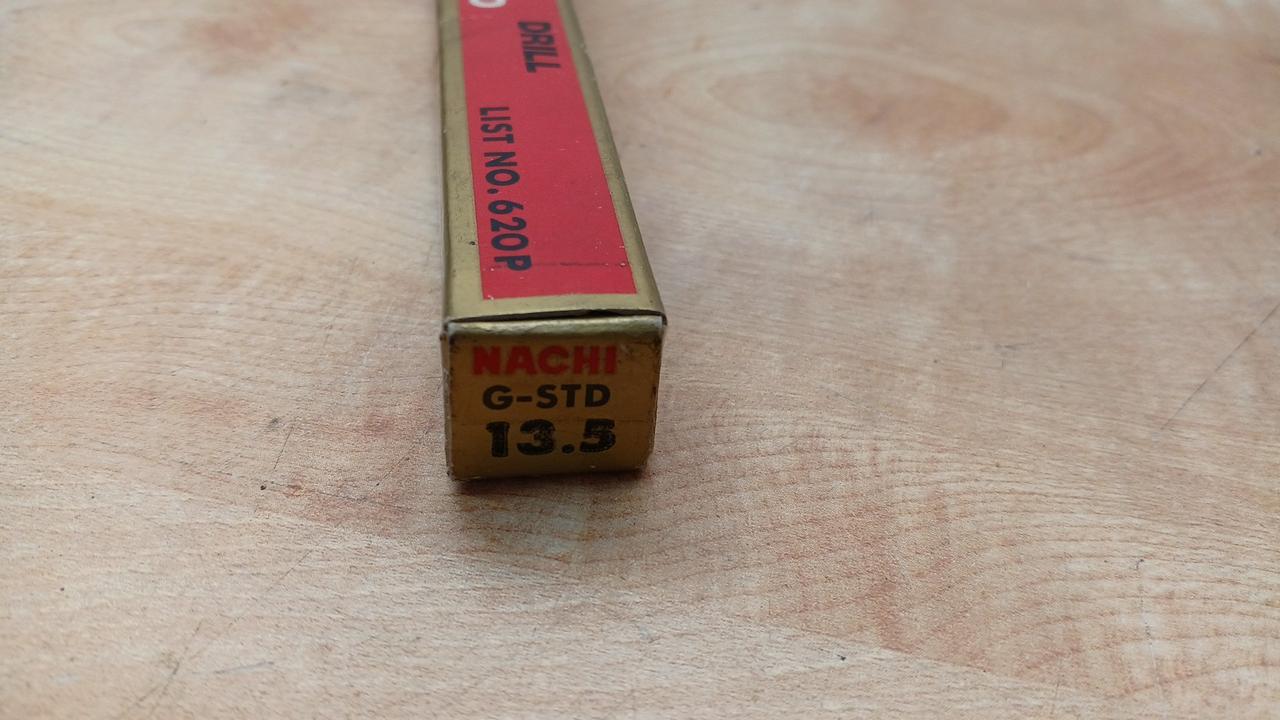 DRILL
LIST NO. 620P
NACHI
G-STD
13.5